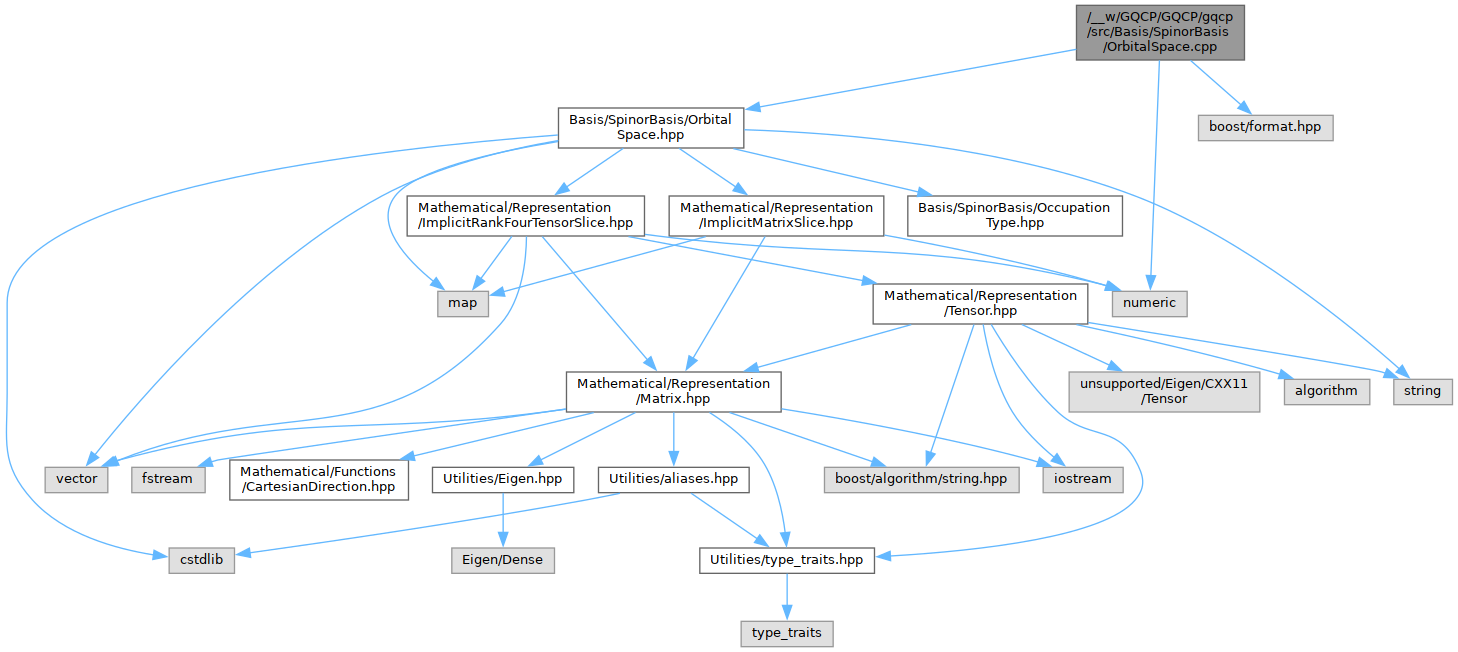 /__w/GQCP/GQCP/gqcp
/src/Basis/SpinorBasis
/OrbitalSpace.cpp
Basis/SpinorBasis/Orbital
Space.hpp
boost/format.hpp
Mathematical/Representation
/ImplicitRankFourTensorSlice.hpp
Mathematical/Representation
/ImplicitMatrixSlice.hpp
Basis/SpinorBasis/Occupation
Type.hpp
map
Mathematical/Representation
/Tensor.hpp
numeric
Mathematical/Representation
/Matrix.hpp
unsupported/Eigen/CXX11
/Tensor
algorithm
string
vector
fstream
Mathematical/Functions
/CartesianDirection.hpp
Utilities/Eigen.hpp
Utilities/aliases.hpp
boost/algorithm/string.hpp
iostream
cstdlib
Eigen/Dense
Utilities/type_traits.hpp
type_traits